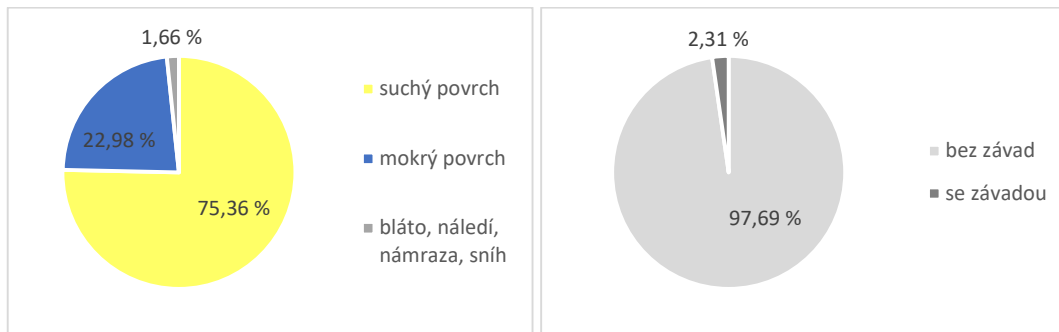 1,66 %
22,98 %
75,36 %
suchý povrch
mokrý povrch
bláto, náledí,
námraza, sníh
2,31 %
97,69 %
bez závad
se závadou